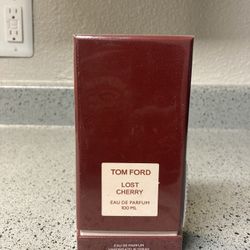 TOM FORD
LOST
CHERRY
EAU DE PARFUM
100 ML
EAU DE PARFUM